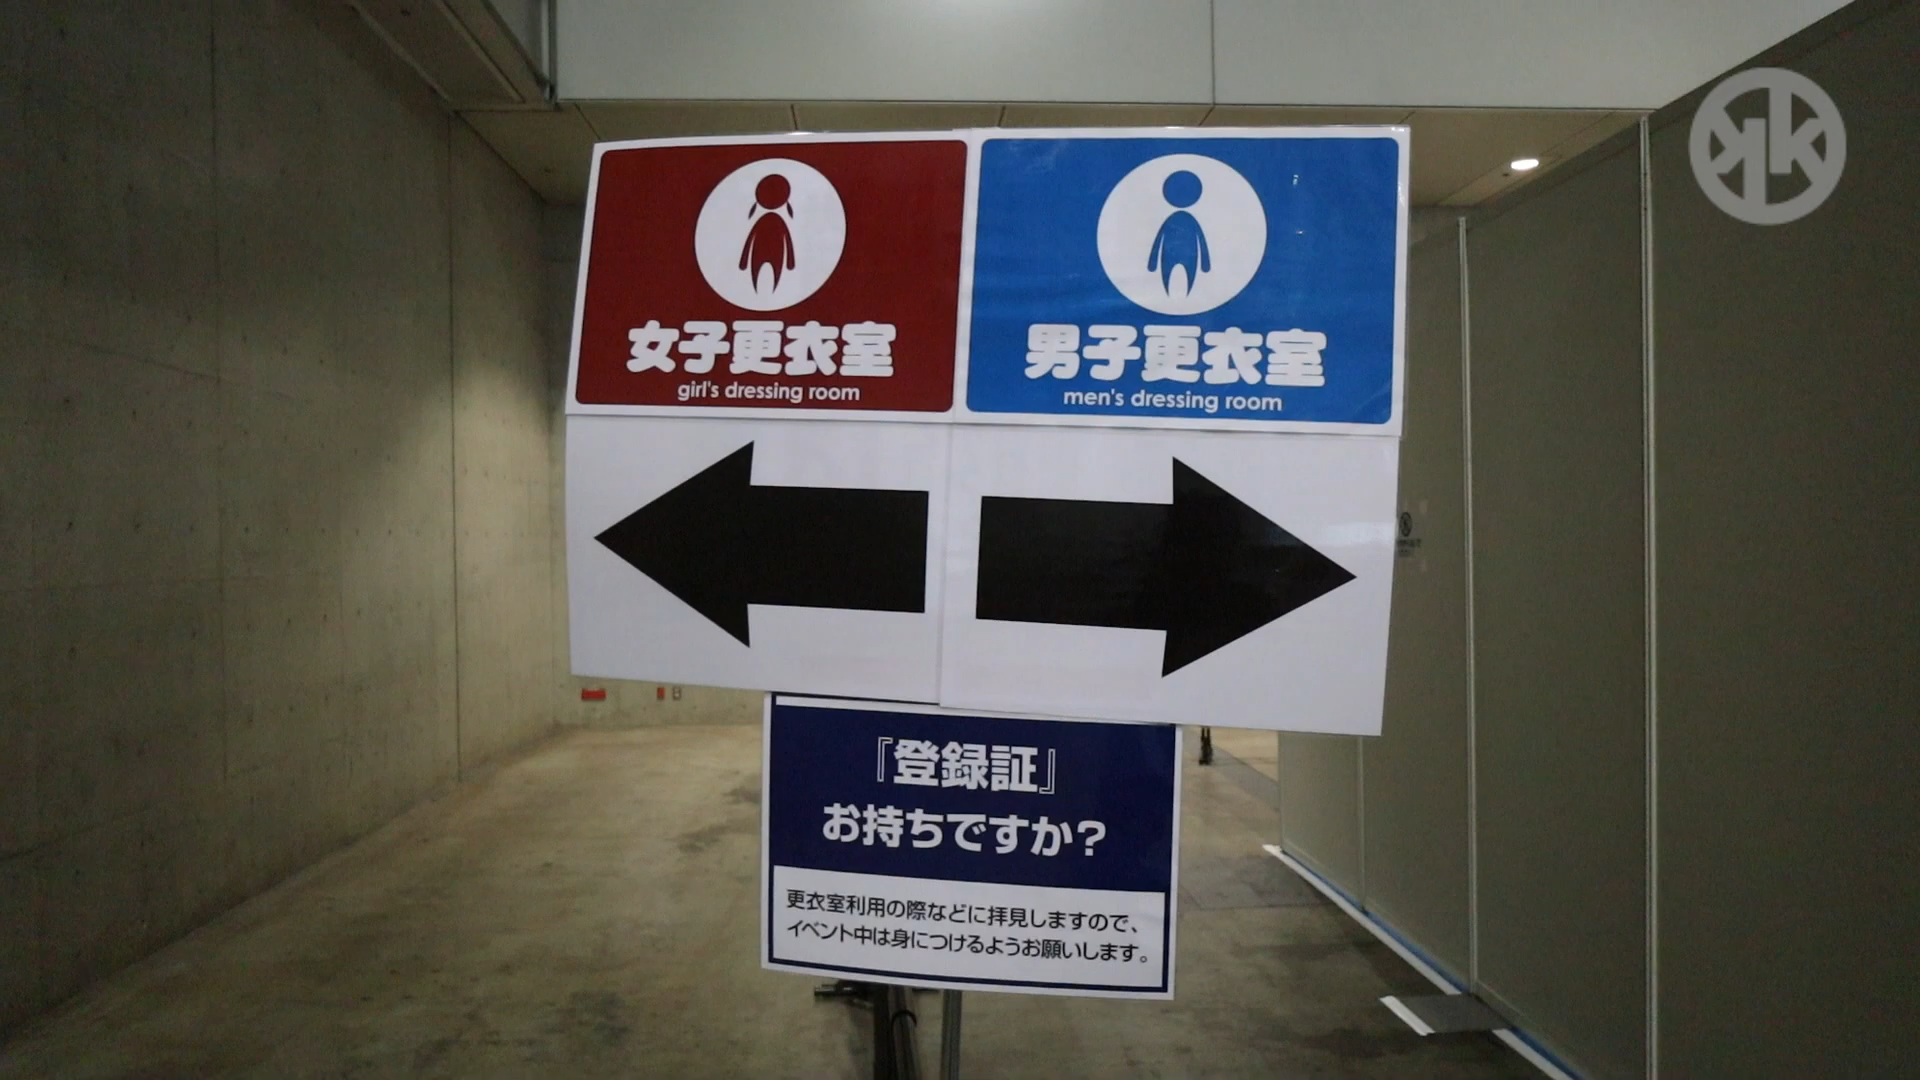 女子更衣室
girl's dressing room
男子更衣室
men's dressing room
『登録証』
お持ちですか?
更衣室利用の際などに拝見しますので、
イベント中は身につけるようお願いします。